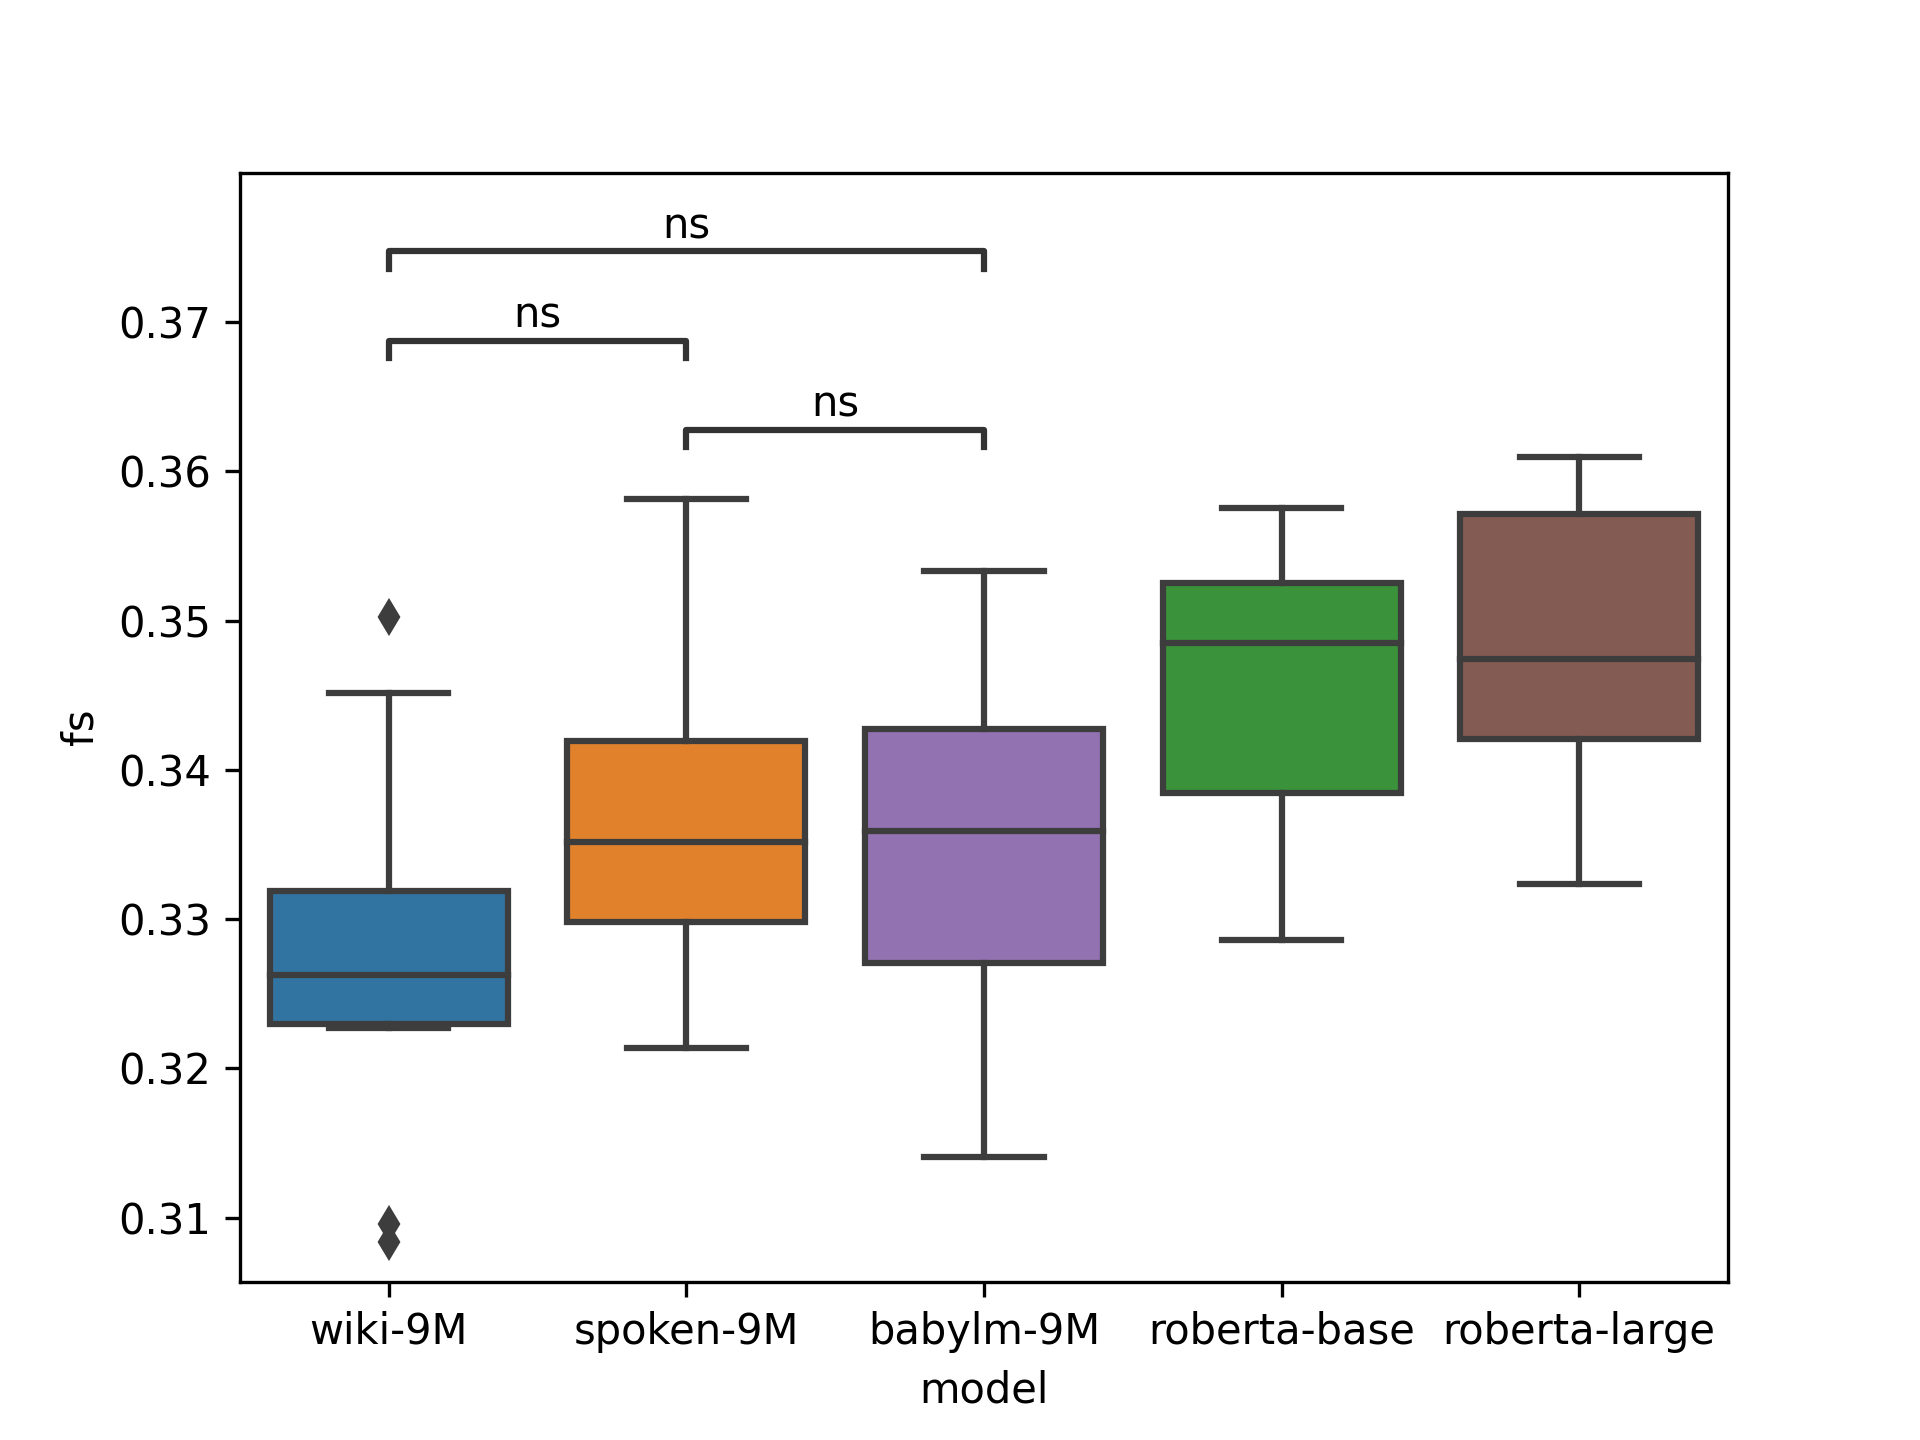 ns
ns
ns
0.37
0.36
0.35
0.34
0.33
0.32
0.31
fs
wiki-9M spoken-9M babylm-9M roberta-base roberta-large
model